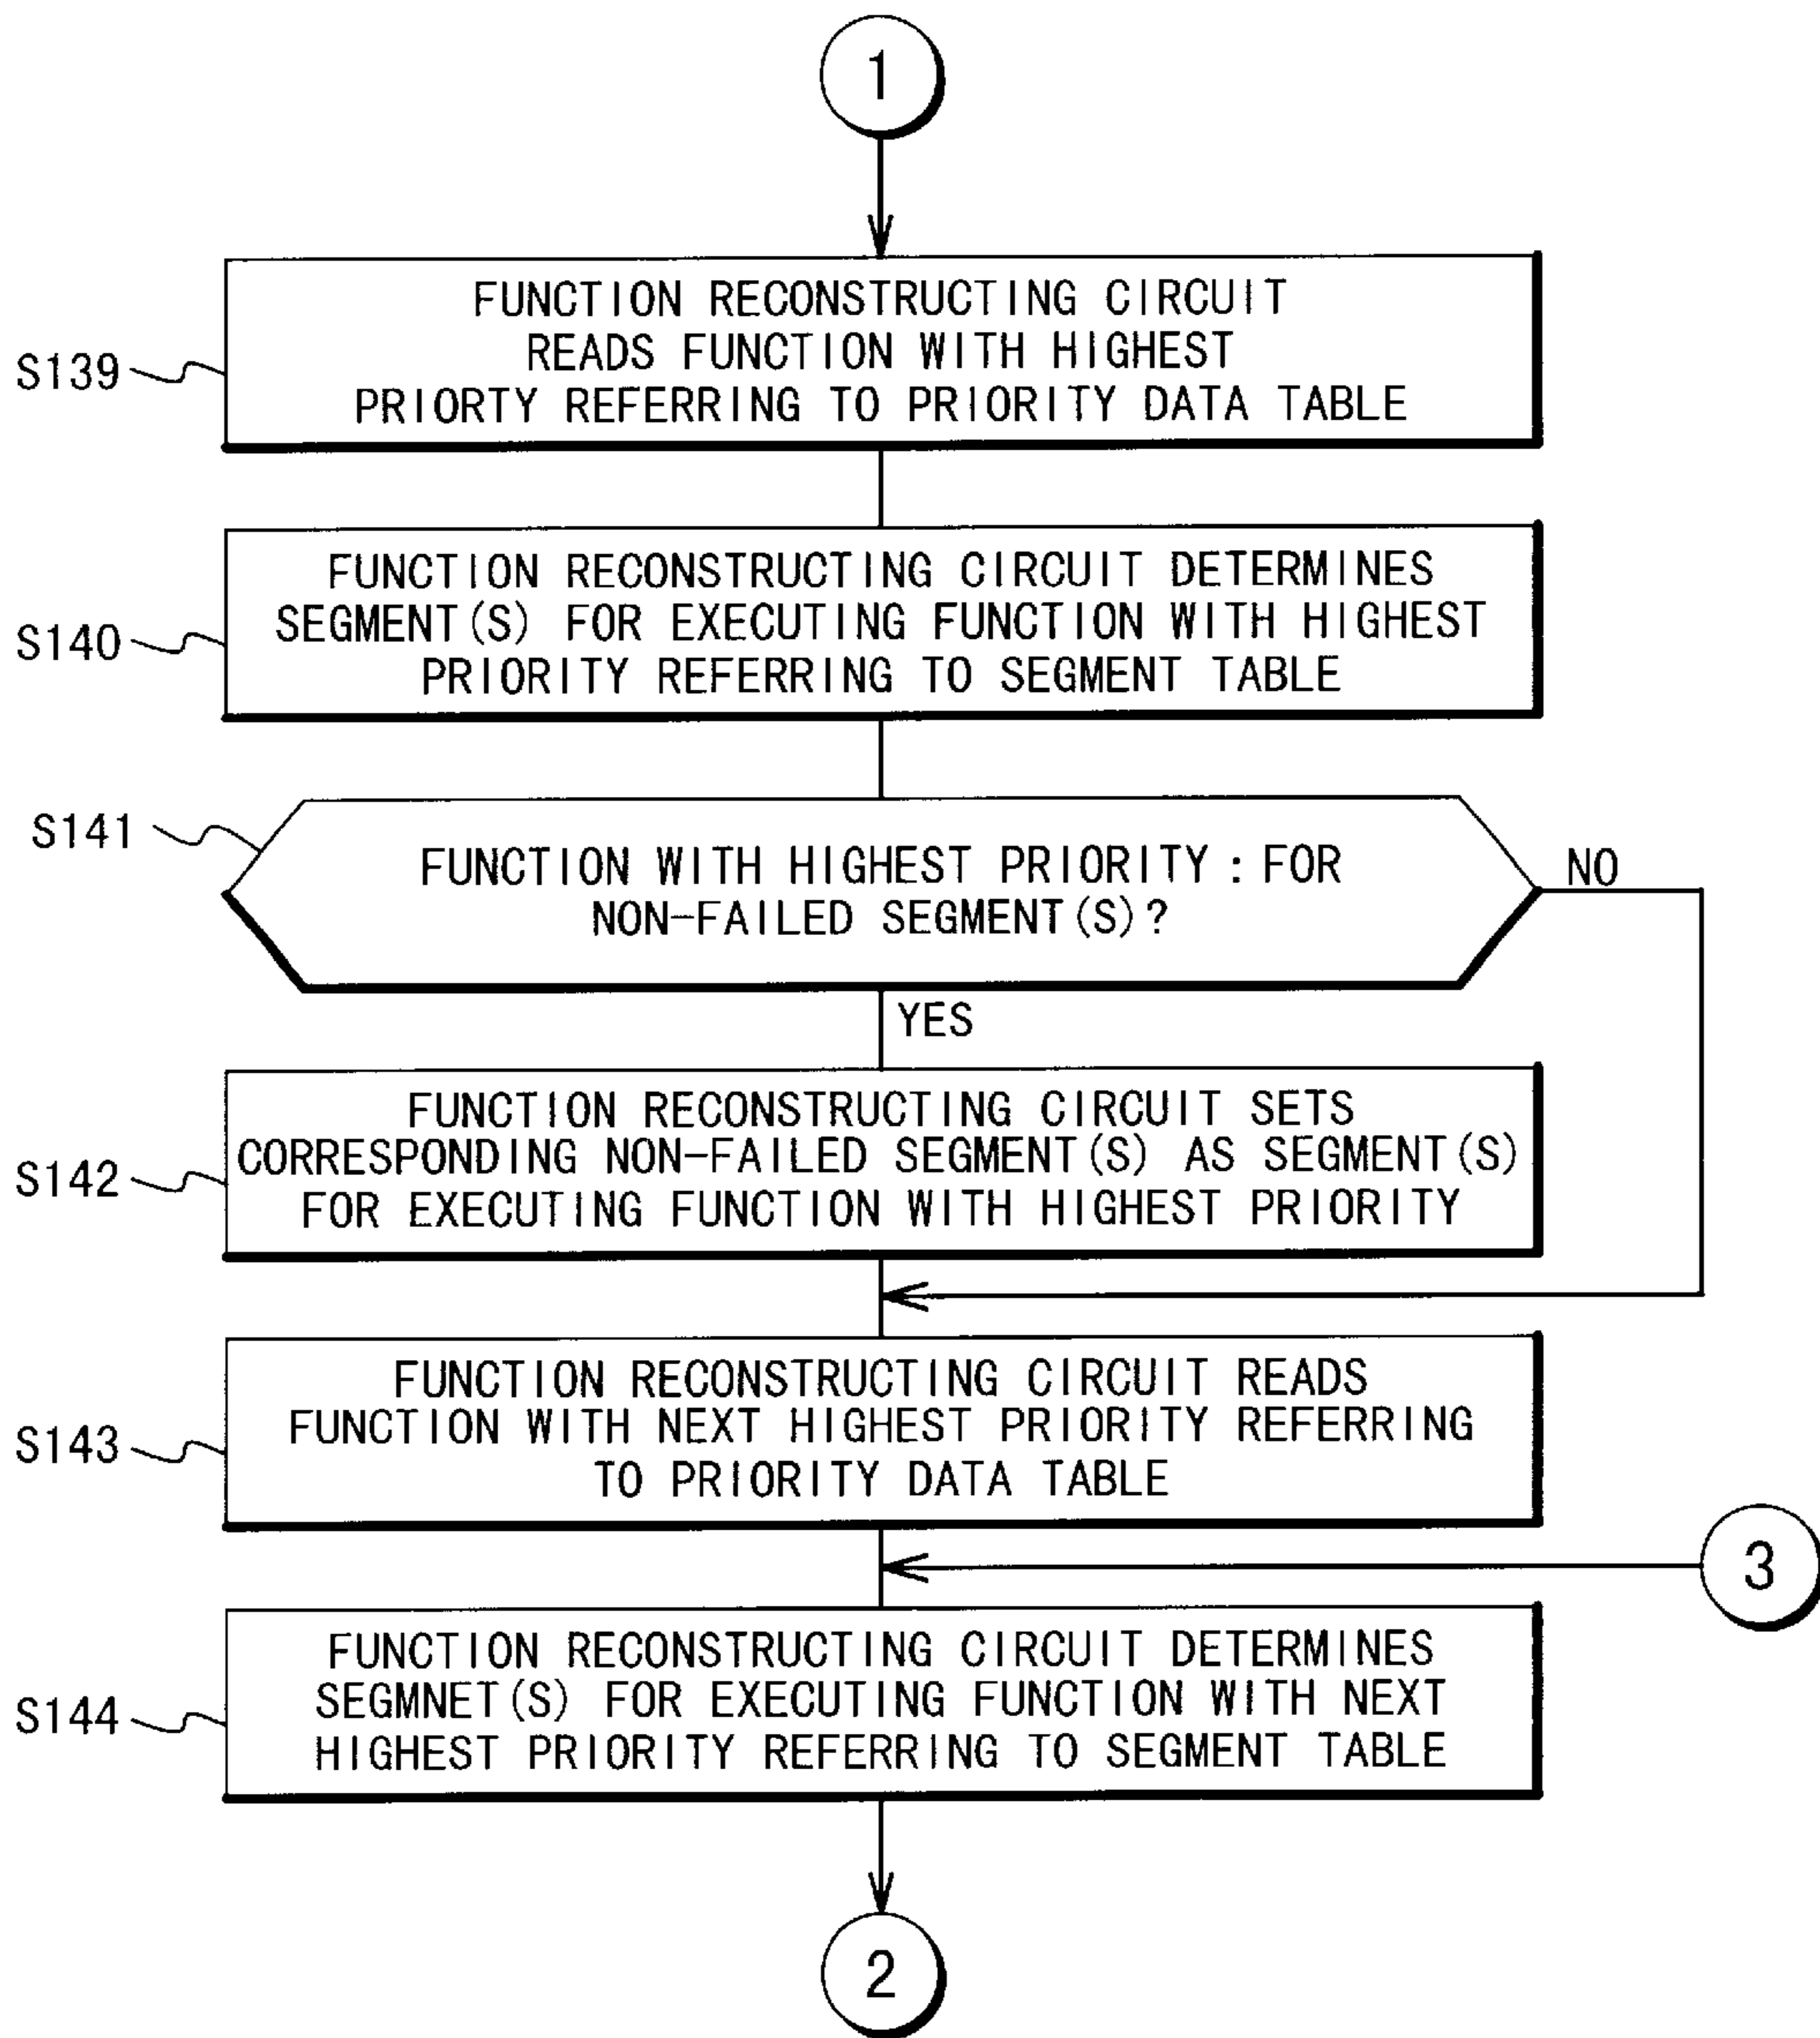 1
FUNCTION RECONSTRUCTING CIRCUIT
READS FUNCTION WITH HIGHEST
PRIORTY REFERRING TO PRIORITY DATA TABLE
S139
FUNCTION RECONSTRUCTING CIRCUIT DETERMINES
SEGMENT(S) FOR EXECUTING FUNCTION WITH HIGHEST
PRIORITY REFERRING TO SEGMENT TABLE
S140
S141
FUNCTION WITH HIGHEST PRIORITY : FOR
NON-FAILED SEGMENT(S)?
NO
YES
FUNCTION RECONSTRUCTING CIRCUIT SETS
CORRESPONDING NON-FAILED SEGMENT(S) AS SEGMENT(S)
FOR EXECUTING FUNCTION WITH HIGHEST PRIORITY
S142
FUNCTION RECONSTRUCTING CIRCUIT READS
FUNCTION WITH NEXT HIGHEST PRIORITY REFERRING
TO PRIORITY DATA TABLE
S143
3
FUNCTION RECONSTRUCTING CIRCUIT DETERMINES
SEGMNET(S) FOR EXECUTING FUNCTION WITH NEXT
HIGHEST PRIORITY REFERRING TO SEGMENT TABLE
S144
2